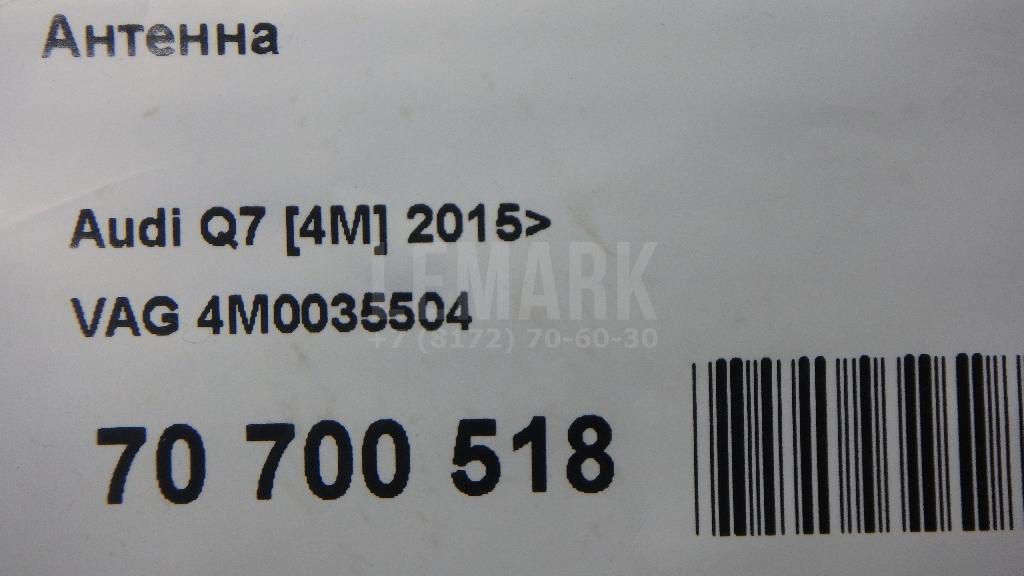 Антенна
Audi Q7 [4M] 2015>
LEMARK
VAG 4M0035504
+7 (8172) 70-60-30
70 700 518